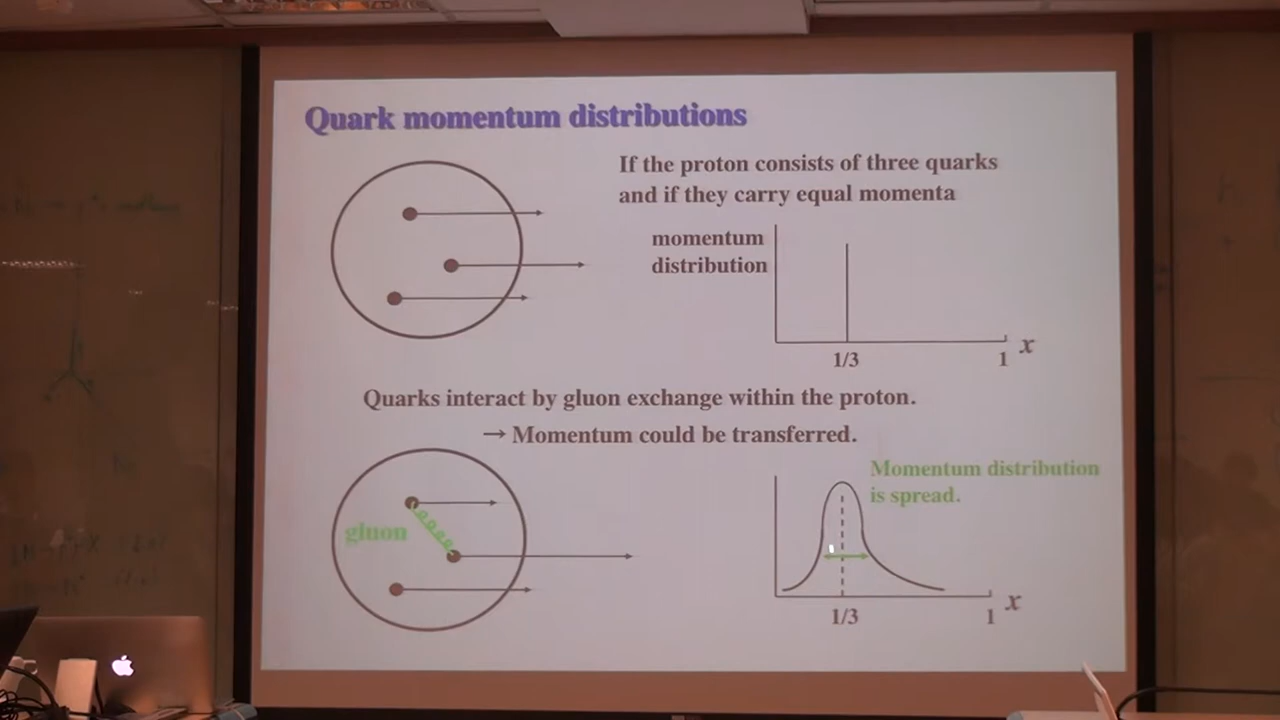 Quark momentum distributions
If the proton consists of three quarks
and if they carry equal momenta
momentum
distribution
1/3
1
x
Quarks interact by gluon exchange within the proton.
→ Momentum could be transferred.
gluon
Momentum distribution
is spread.
1/3
1
x